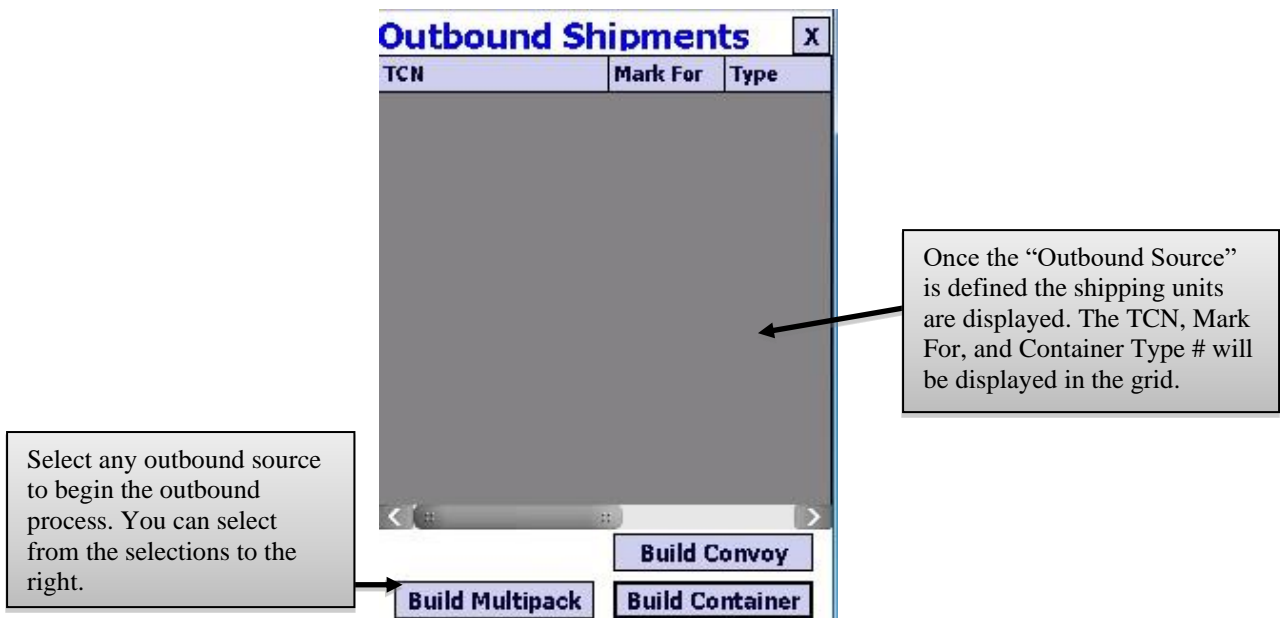 Outbound Shipments X
TCN Mark For Type
Once the “Outbound Source”
is defined the shipping units
are displayed. The TCN, Mark
For, and Container Type # will
be displayed in the grid.
Select any outbound source
to begin the outbound
process. You can select
from the selections to the
right.
Build Convoy
Build Multipack Build Container